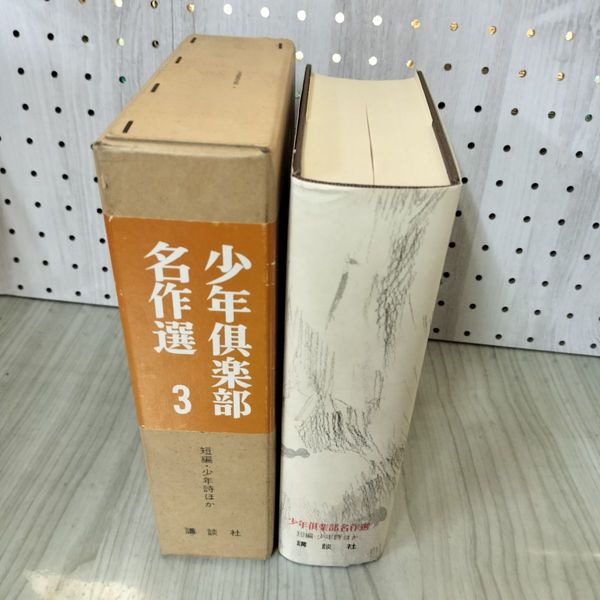 少年倶楽部
名作選
3
短編・少年詩ほか
講談社
少年倶楽部名作選
短編・少年詩ほか
講談社